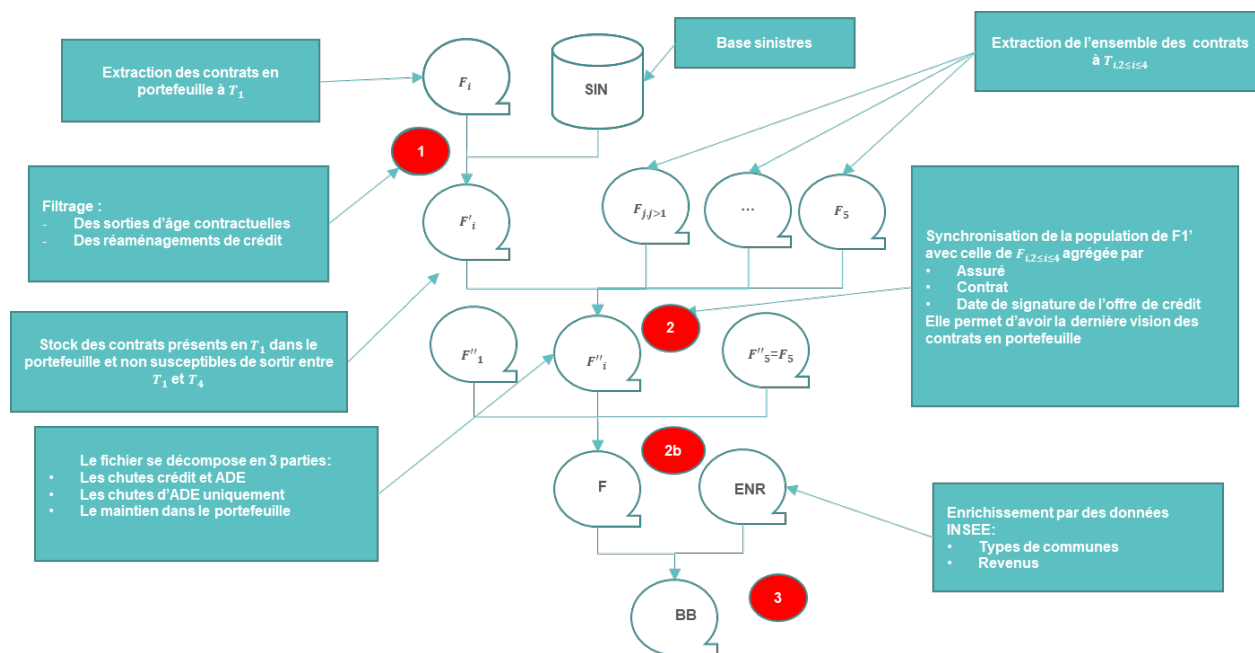 Extraction des contrats en
portefeuille à T₁
Fᵢ
SIN
Base sinistres
Extraction de l'ensemble des contrats
à Tᵢ,₂≤ᵢ≤₄
1
Filtrage :
- Des sorties d'âge contractuelles
- Des réaménagements de crédit
F'ᵢ
Fⱼ,ⱼ>₁
...
F₅
Synchronisation de la population de F1'
avec celle de Fᵢ,₂≤ᵢ≤₄ agrégée par
• Assuré
• Contrat
• Date de signature de l'offre de crédit
Elle permet d'avoir la dernière vision des
contrats en portefeuille
2
Stock des contrats présents en T₁ dans le
portefeuille et non susceptibles de sortir entre
T₁ et T₄
F''₁
F''ᵢ
F''₅=F₅
Le fichier se décompose en 3 parties:
• Les chutes crédit et ADE
• Les chutes d'ADE uniquement
• Le maintien dans le portefeuille
2b
F
ENR
Enrichissement par des données
INSEE:
• Types de communes
• Revenus
3
BB